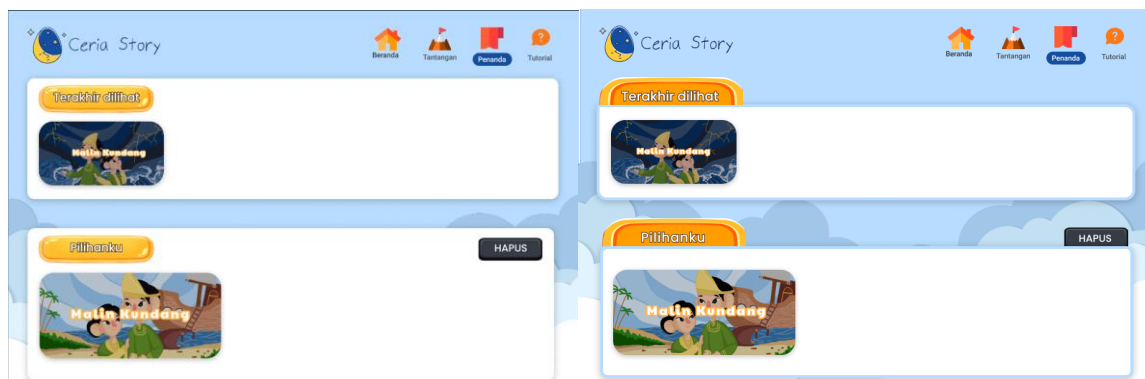 Ceria Story
Beranda
Tantangan
Penanda
Tutorial
Terakhir dilihat
Malin Kundang
Pilihanku
HAPUS
Malin Kundang
Ceria Story
Beranda
Tantangan
Penanda
Tutorial
Terakhir dilihat
Malin Kundang
Pilihanku
HAPUS
Malin Kundang